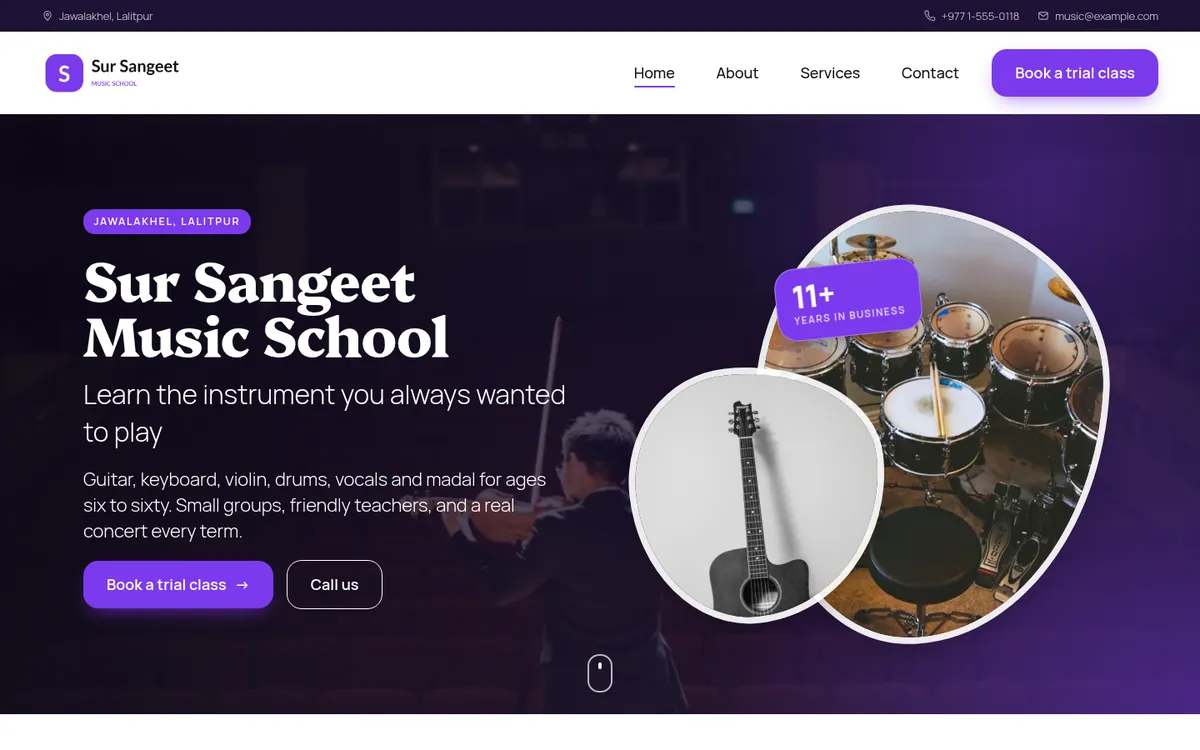 Jawalakhel, Lalitpur
+977 1-555-0118
music@example.com
S
Sur Sangeet
MUSIC SCHOOL
Home
About
Services
Contact
Book a trial class
JAWALAKHEL, LALITPUR
Sur Sangeet
Music School
Learn the instrument you always wanted
to play
Guitar, keyboard, violin, drums, vocals and madal for ages
six to sixty. Small groups, friendly teachers, and a real
concert every term.
Book a trial class →
Call us
11+
YEARS IN BUSINESS